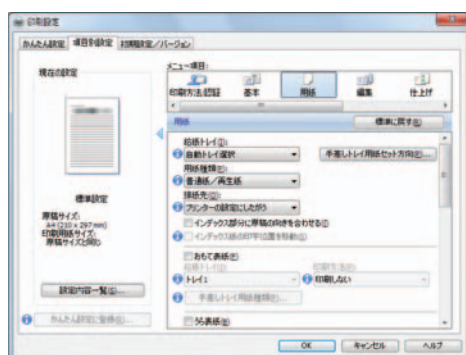 印刷設定
かんたん設定 項目別設定 初期設定／バージョン
現在の設定
メニュー項目:
印刷方法/認証 基本 用紙 編集 仕上げ
用紙
標準に戻す(R)
給紙トレイ(D):
自動トレイ選択
手差しトレイ用紙セット方向(E)...
用紙種類(E):
普通紙／再生紙
排紙先(O):
プリンターの設定にしたがう
インデックス部分に原稿の向きを合わせる(I)
インデックス紙の印字位置を移動(G)...
標準設定
原稿サイズ:
A4 (210 x 297 mm)
印刷用紙サイズ:
原稿サイズと同じ
おもて表紙(E)
給紙トレイ(S):
印刷方法(E):
トレイ1
印刷しない
設定内容一覧(S)...
手差しトレイ用紙種類(E)...
かんたん設定に登録(G)...
うら表紙(B)
OK キャンセル ヘルプ